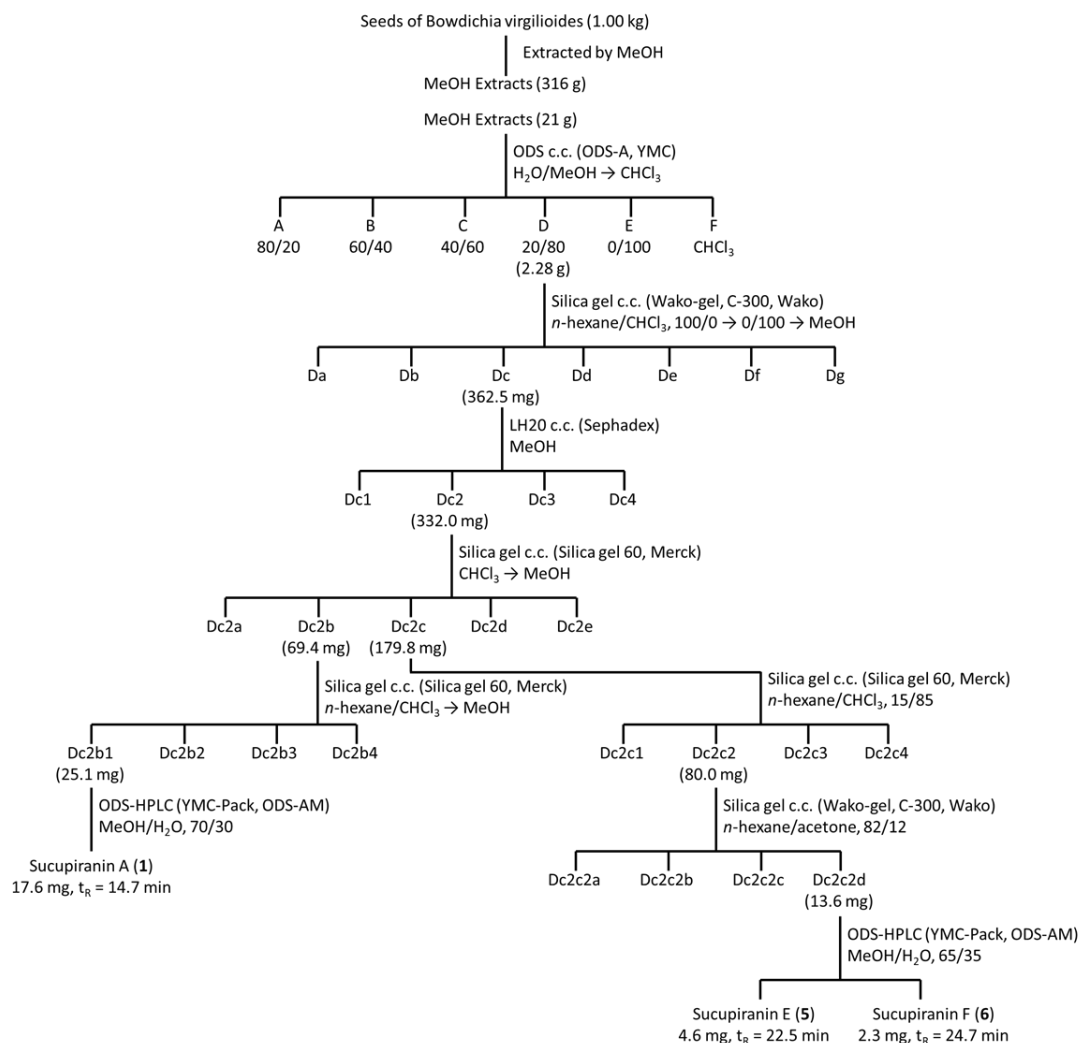 Seeds of Bowdichia virgilioides (1.00 kg)
Extracted by MeOH
MeOH Extracts (316 g)
MeOH Extracts (21 g)
ODS c.c. (ODS-A, YMC)
H₂O/MeOH → CHCl₃
A B C D E F
80/20 60/40 40/60 20/80 0/100 CHCl₃
(2.28 g)
Silica gel c.c. (Wako-gel, C-300, Wako)
n-hexane/CHCl₃, 100/0 → 0/100 → MeOH
Da Db Dc Dd De Df Dg
(362.5 mg)
LH20 c.c. (Sephadex)
MeOH
Dc1 Dc2 Dc3 Dc4
(332.0 mg)
Silica gel c.c. (Silica gel 60, Merck)
CHCl₃ → MeOH
Dc2a Dc2b Dc2c Dc2d Dc2e
(69.4 mg) (179.8 mg)
Silica gel c.c. (Silica gel 60, Merck)
n-hexane/CHCl₃ → MeOH
Silica gel c.c. (Silica gel 60, Merck)
n-hexane/CHCl₃, 15/85
Dc2b1 Dc2b2 Dc2b3 Dc2b4
(25.1 mg)
Dc2c1 Dc2c2 Dc2c3 Dc2c4
(80.0 mg)
ODS-HPLC (YMC-Pack, ODS-AM)
MeOH/H₂O, 70/30
Silica gel c.c. (Wako-gel, C-300, Wako)
n-hexane/acetone, 82/12
Sucupiranin A (1)
17.6 mg, tR = 14.7 min
Dc2c2a Dc2c2b Dc2c2c Dc2c2d
(13.6 mg)
ODS-HPLC (YMC-Pack, ODS-AM)
MeOH/H₂O, 65/35
Sucupiranin E (5) Sucupiranin F (6)
4.6 mg, tR = 22.5 min 2.3 mg, tR = 24.7 min